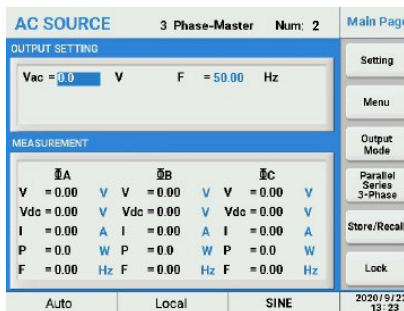 AC SOURCE 3 Phase-Master Num: 2 Main Page
OUTPUT SETTING
Vac = 0.0 V F = 50.00 Hz
Setting
Menu
Output
Mode
Parallel
Series
3-Phase
Store/Recall
Lock
MEASUREMENT
ΦA ΦB ΦC
V = 0.00 V V = 0.00 V V = 0.00 V
Vdc = 0.00 V Vdc = 0.00 V Vdc = 0.00 V
I = 0.00 A I = 0.00 A I = 0.00 A
P = 0.0 W P = 0.0 W P = 0.0 W
F = 0.00 Hz F = 0.00 Hz F = 0.00 Hz
Auto Local SINE
2020/9/22
13:23